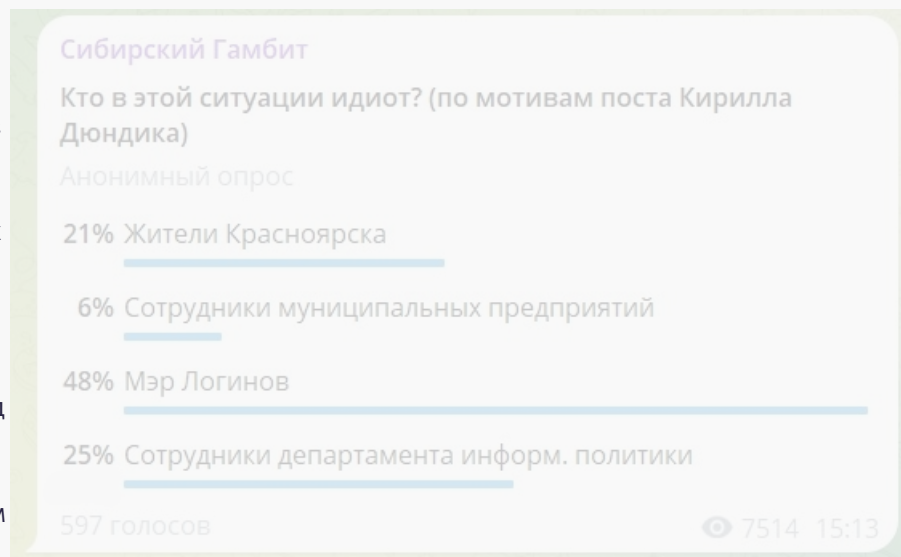 Сибирский Гамбит
Кто в этой ситуации идиот? (по мотивам поста Кирилла
Дюндика)
Анонимный опрос
21% Жители Красноярска
6% Сотрудники муниципальных предприятий
48% Мэр Логинов
25% Сотрудники департамента информ. политики
597 голосов 7514 15:13